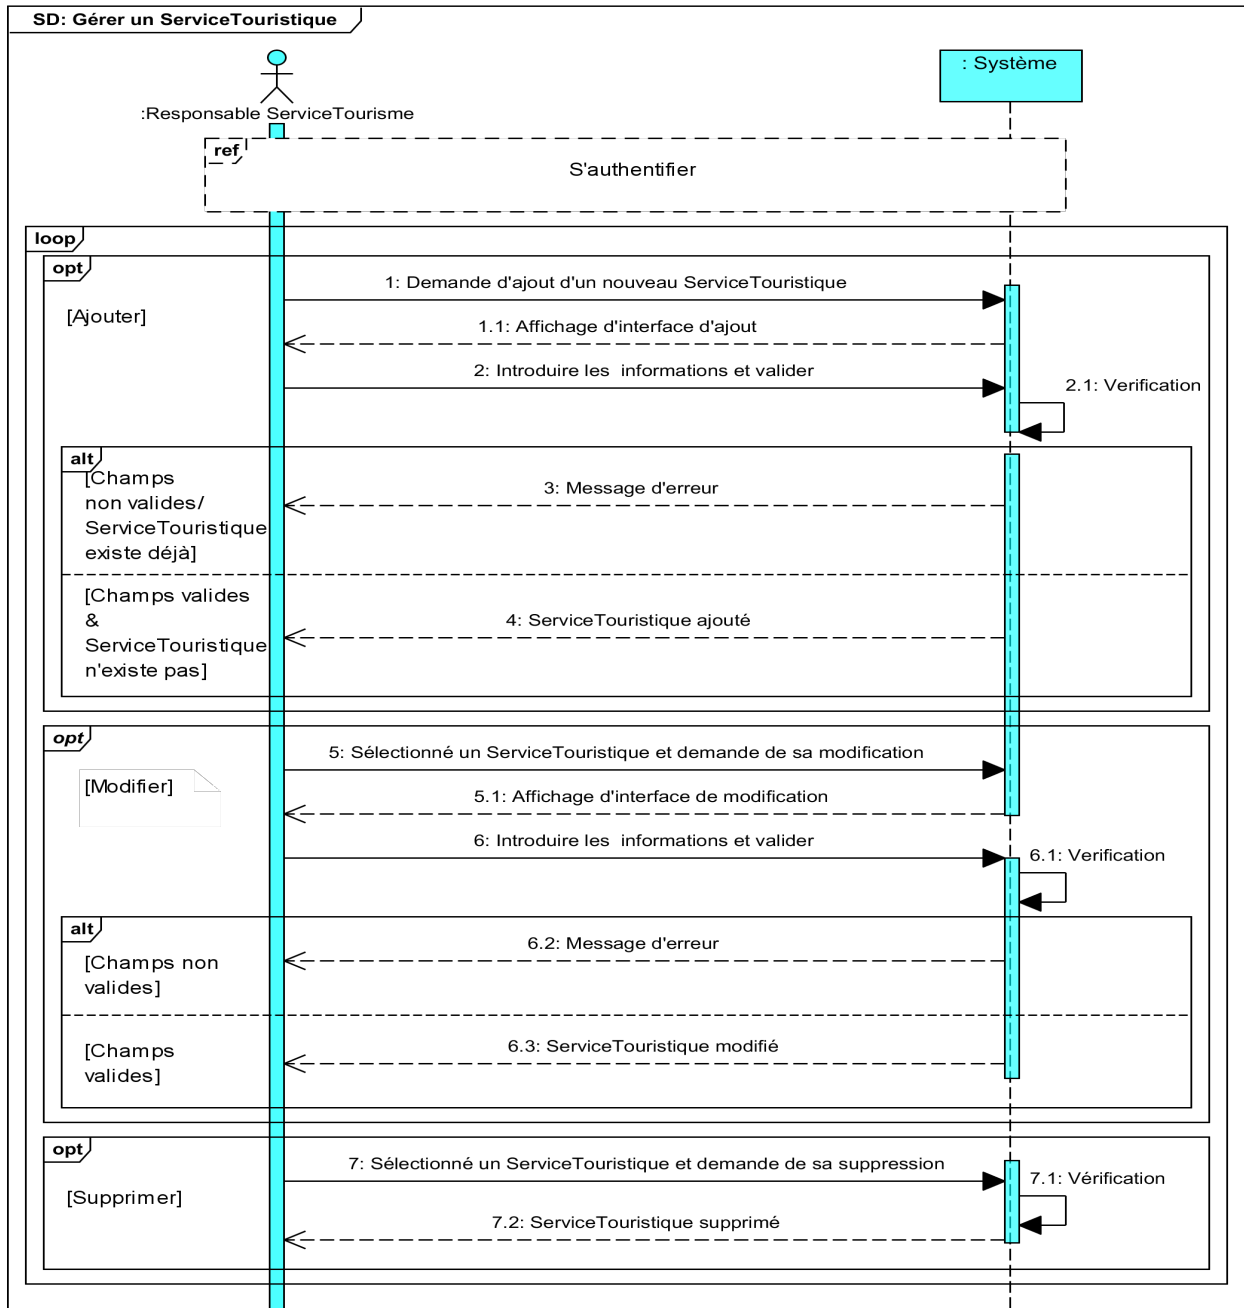 SD: Gérer un ServiceTouristique
: Système
:Responsable ServiceTourisme
ref
S'authentifier
loop
opt
1: Demande d'ajout d'un nouveau ServiceTouristique
[Ajouter]
1.1: Affichage d'interface d'ajout
2: Introduire les  informations et valider
2.1: Verification
alt
[Champs
non valides/
ServiceTouristique
existe déjà]
3: Message d'erreur
[Champs valides
&
ServiceTouristique
n'existe pas]
4: ServiceTouristique ajouté
opt
5: Sélectionné un ServiceTouristique et demande de sa modification
[Modifier]
5.1: Affichage d'interface de modification
6: Introduire les  informations et valider
6.1: Verification
alt
6.2: Message d'erreur
[Champs non
valides]
6.3: ServiceTouristique modifié
[Champs
valides]
opt
7: Sélectionné un ServiceTouristique et demande de sa suppression
7.1: Vérification
[Supprimer]
7.2: ServiceTouristique supprimé